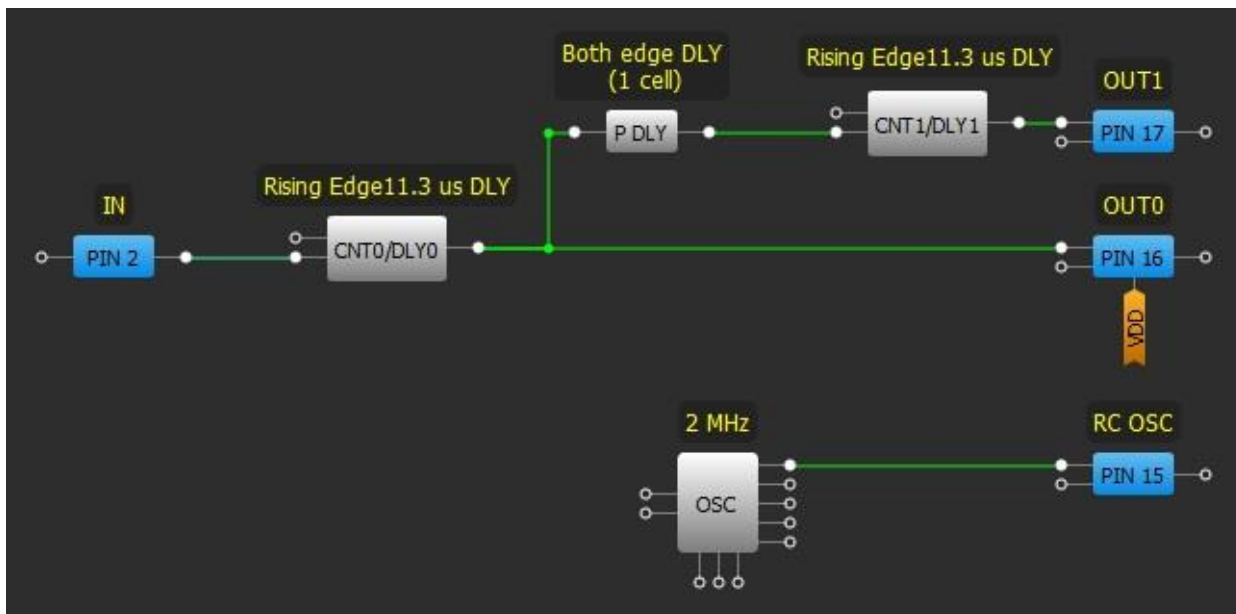 Both edge DLY
(1 cell)
Rising Edge11.3 us DLY
OUT1
P DLY
CNT1/DLY1
PIN 17
Rising Edge11.3 us DLY
IN
OUT0
PIN 2
CNT0/DLY0
PIN 16
VDD
2 MHz
RC OSC
OSC
PIN 15